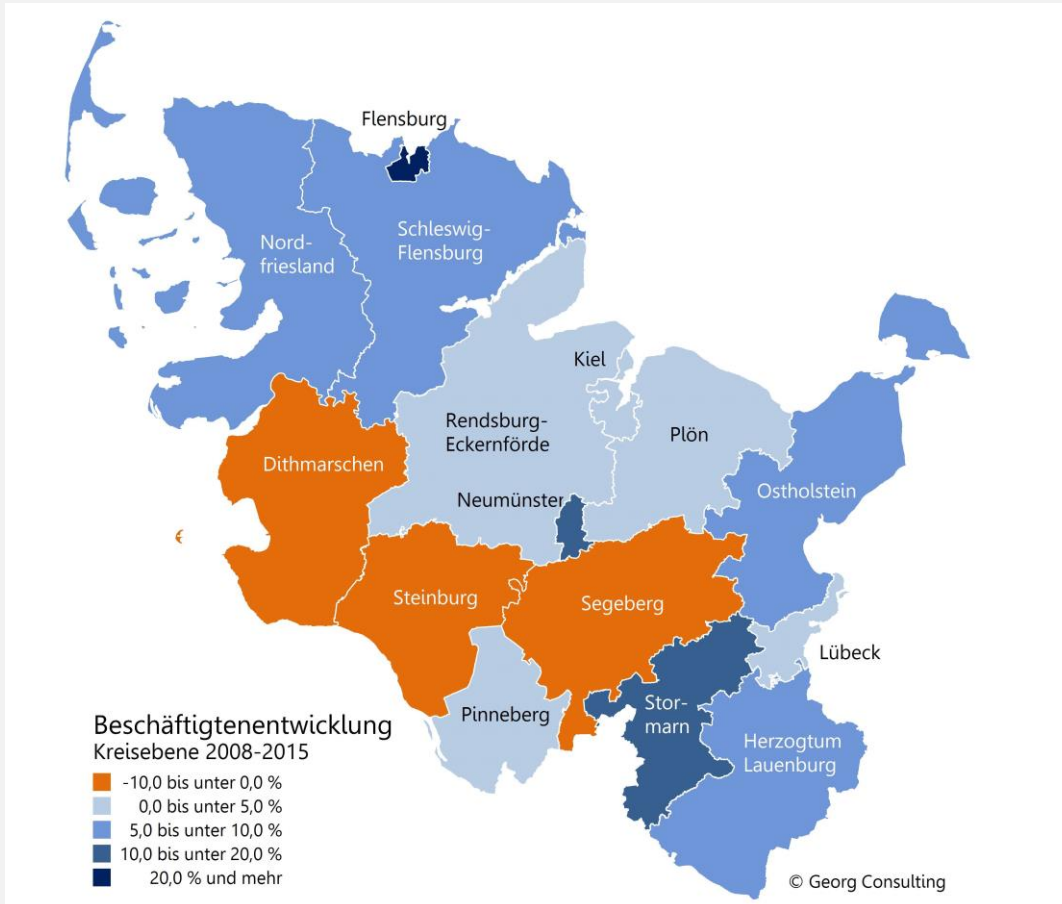 Flensburg
Nord-
friesland
Schleswig-
Flensburg
Kiel
Rendsburg-
Eckernförde
Plön
Dithmarschen
Neumünster
Ostholstein
Steinburg
Segeberg
Lübeck
Pinneberg
Stor-
marn
Herzogtum
Lauenburg
Beschäftigtenentwicklung
Kreisebene 2008-2015
-10,0 bis unter 0,0 %
0,0 bis unter 5,0 %
5,0 bis unter 10,0 %
10,0 bis unter 20,0 %
20,0 % und mehr
© Georg Consulting